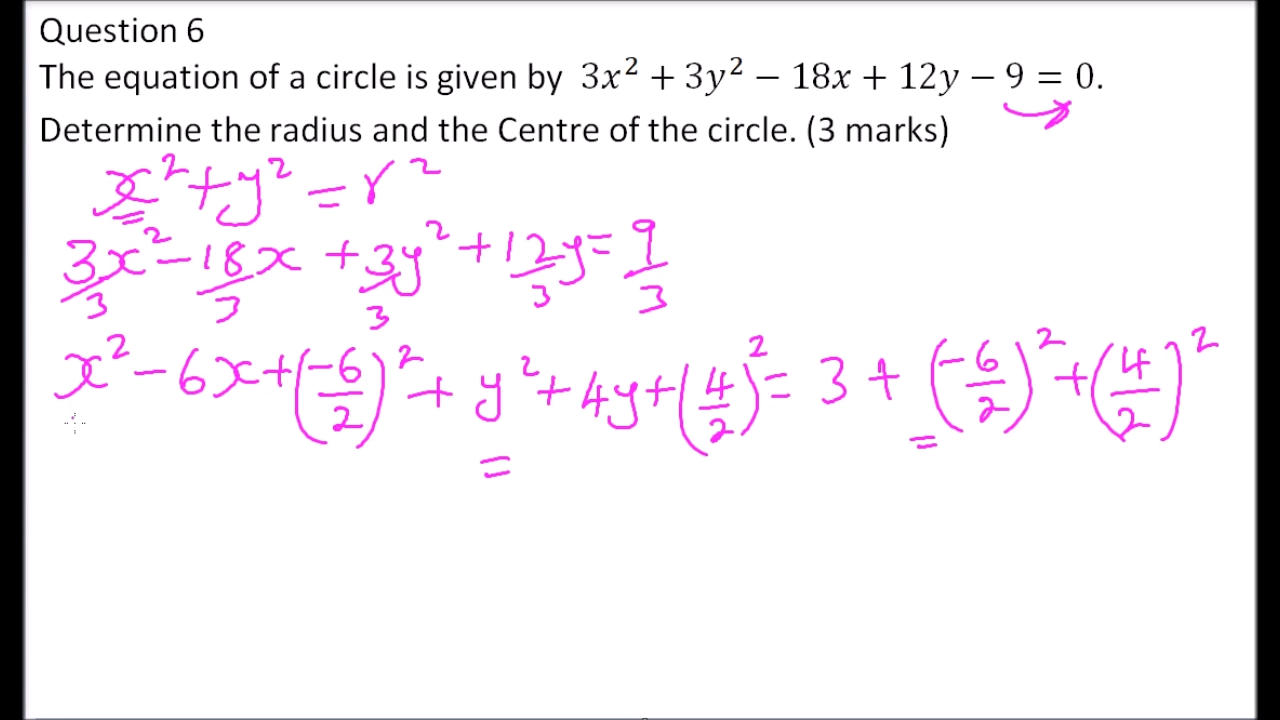 Question 6
The equation of a circle is given by 3x² + 3y² − 18x + 12y − 9 = 0.
Determine the radius and the Centre of the circle. (3 marks)
x² + y² = r²
3x²/3 − 18x/3 + 3y²/3 + 12y/3 = 9/3
x² − 6x + (−6/2)² + y² + 4y + (4/2)² = 3 + (−6/2)² + (4/2)²
= =